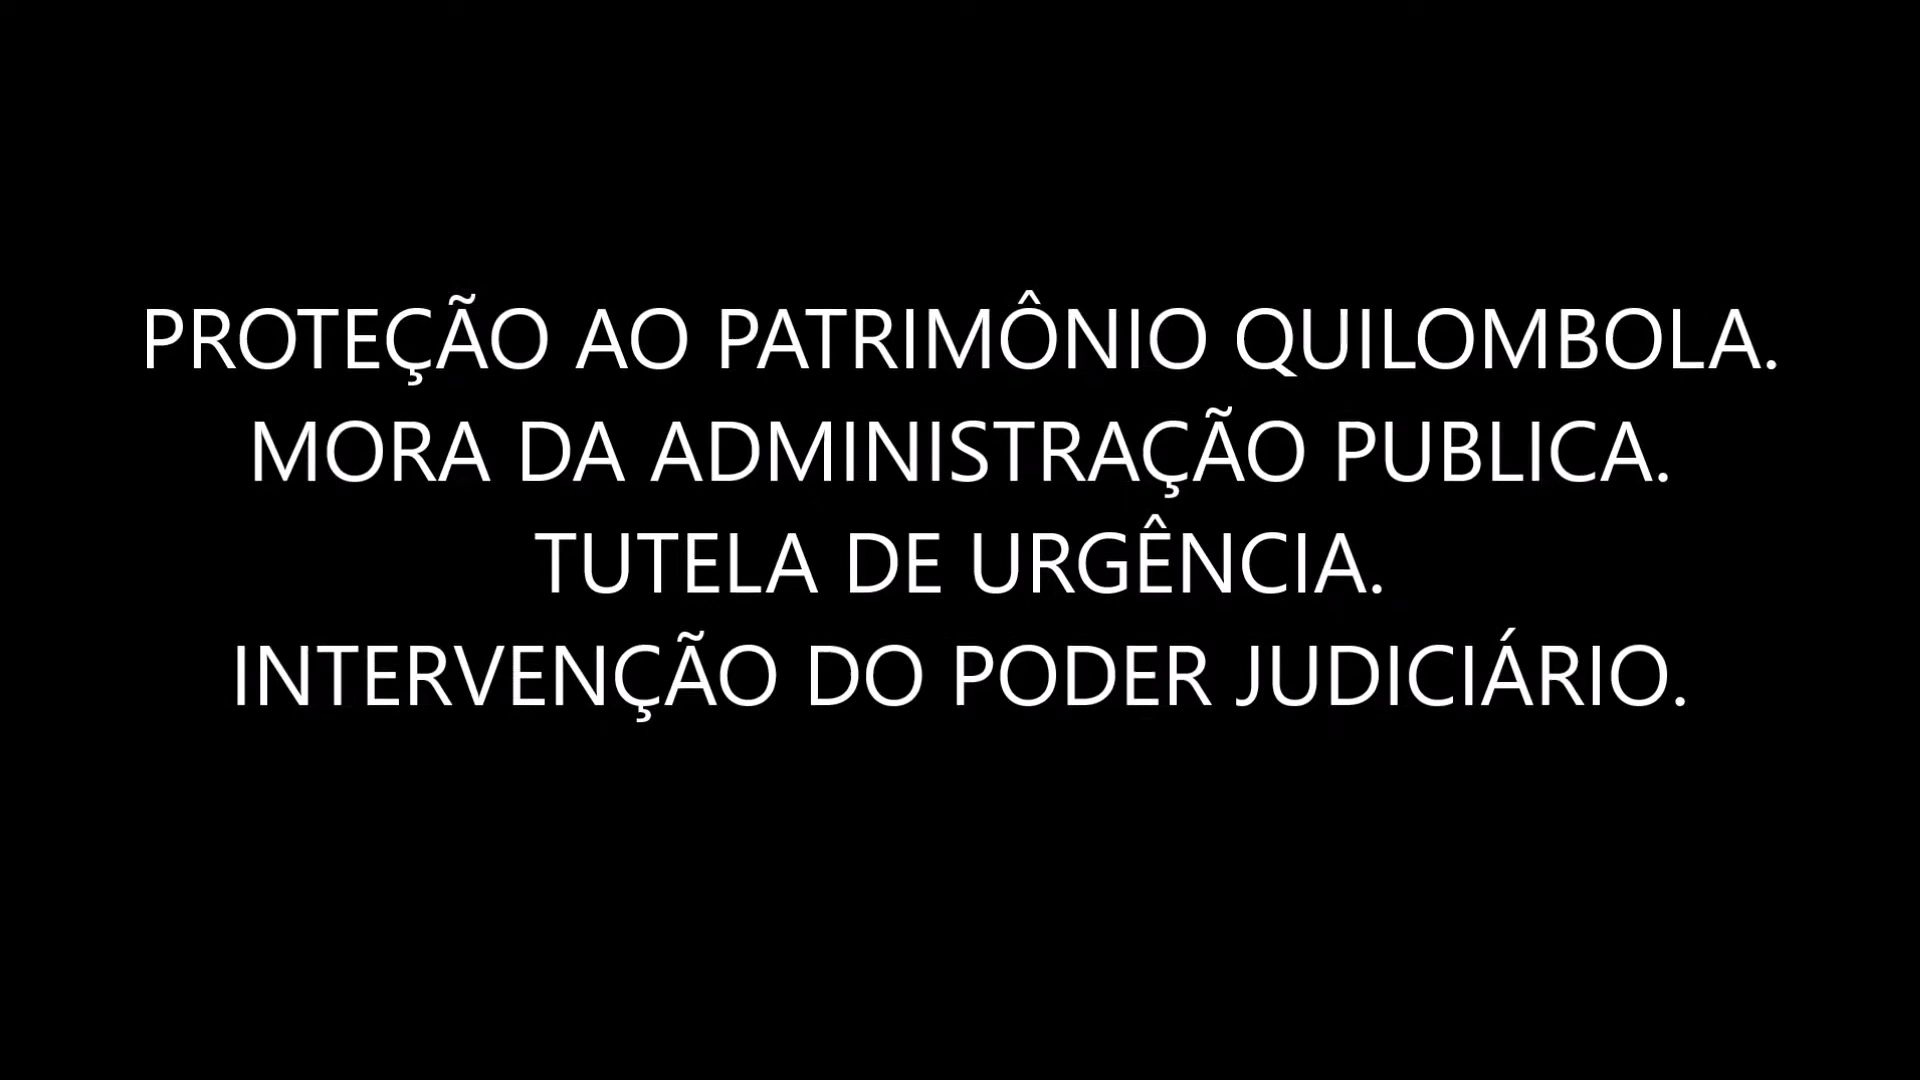 PROTEÇÃO AO PATRIMÔNIO QUILOMBOLA.
MORA DA ADMINISTRAÇÃO PUBLICA.
TUTELA DE URGÊNCIA.
INTERVENÇÃO DO PODER JUDICIÁRIO.